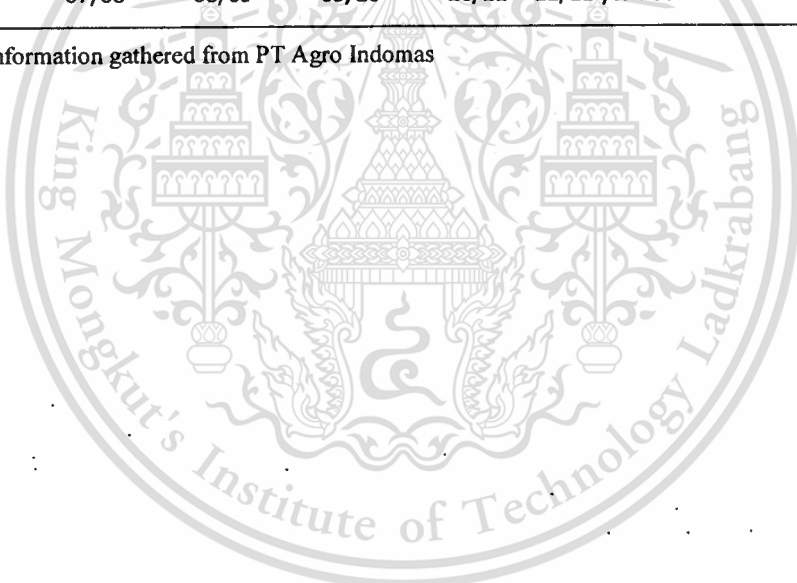 nformation gathered from PT Agro Indomas
King Mongkut's Institute of Technology Ladkrabang